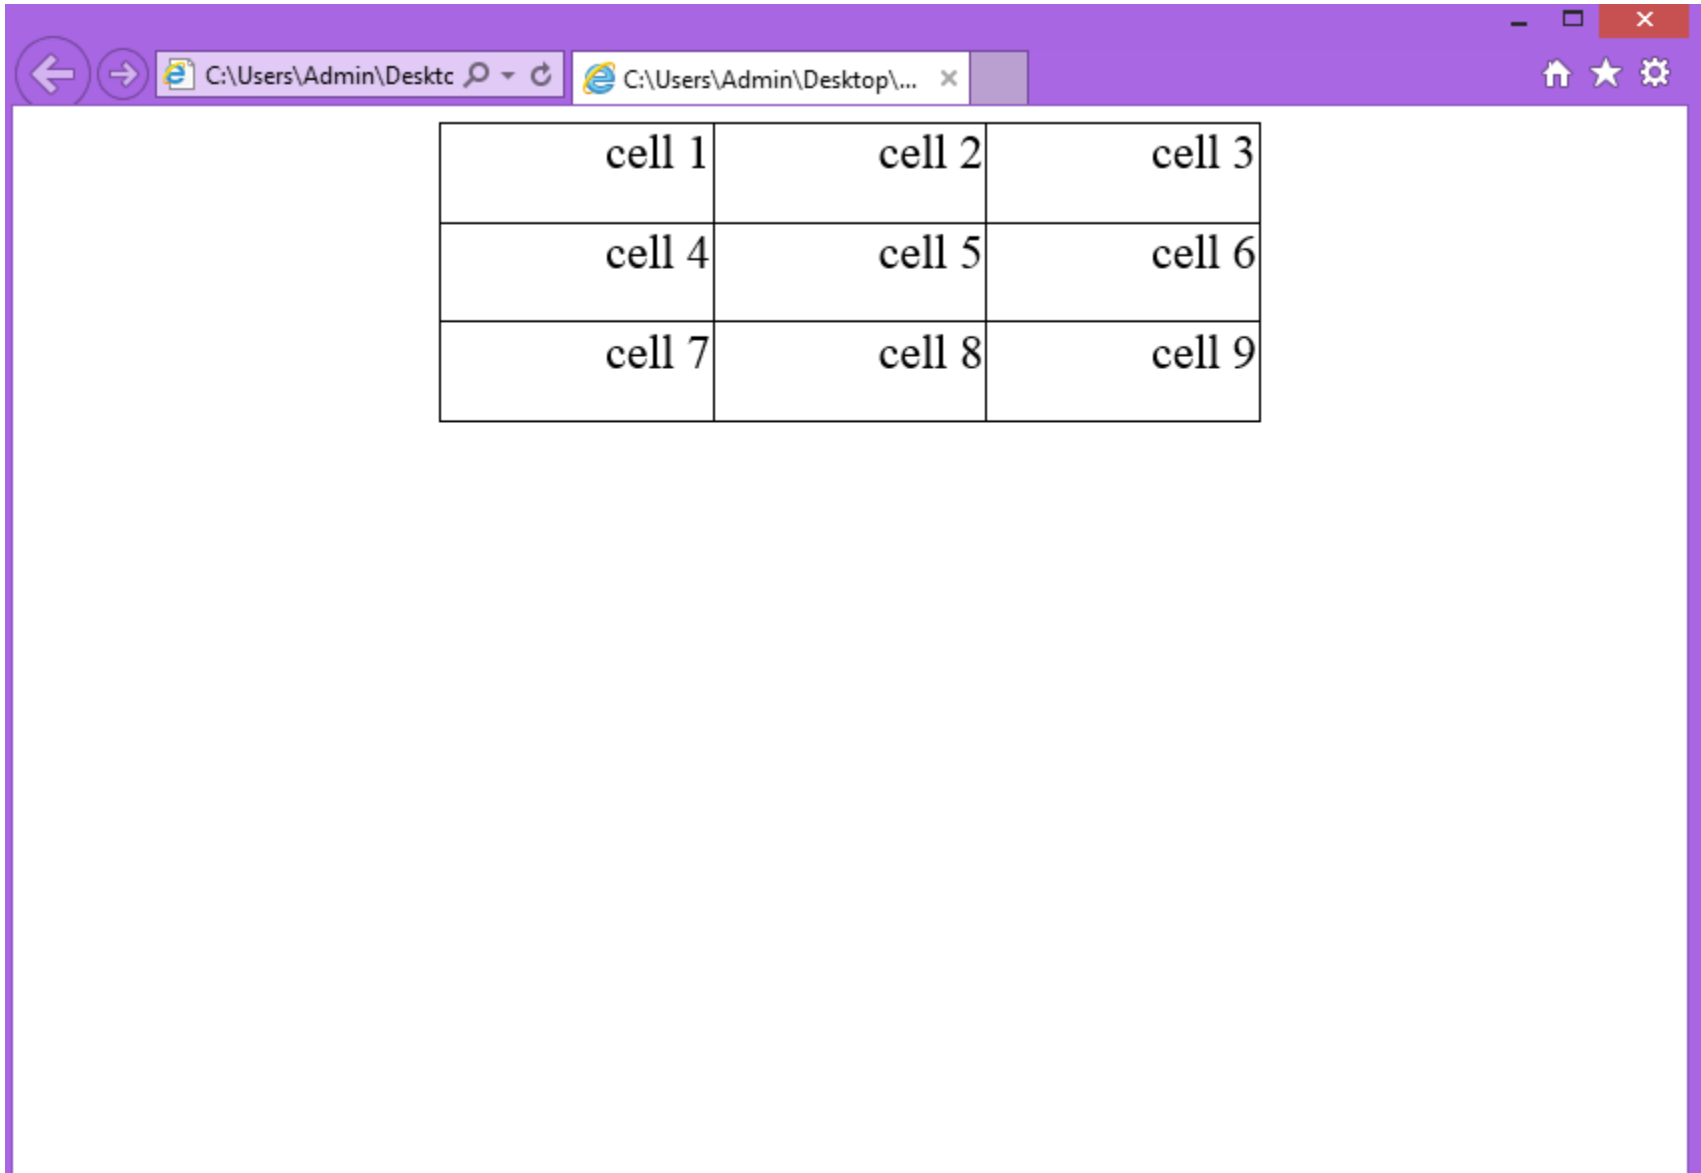 C:\Users\Admin\Desktc
C:\Users\Admin\Desktop\...
cell 1 cell 2 cell 3
cell 4 cell 5 cell 6
cell 7 cell 8 cell 9